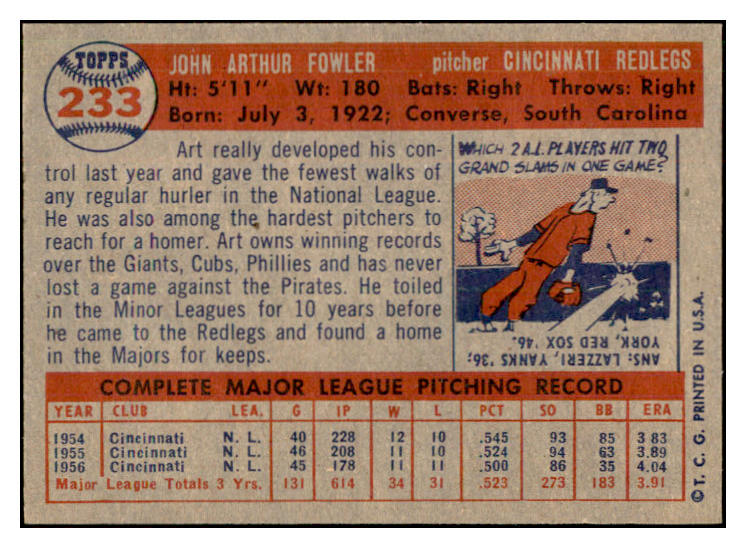 TOPPS
233
JOHN ARTHUR FOWLER pitcher CINCINNATI REDLEGS
Ht: 5'11" Wt: 180 Bats: Right Throws: Right
Born: July 3, 1922; Converse, South Carolina
Art really developed his con-
trol last year and gave the fewest walks of
any regular hurler in the National League.
He was also among the hardest pitchers to
reach for a homer. Art owns winning records
over the Giants, Cubs, Phillies and has never
lost a game against the Pirates. He toiled
in the Minor Leagues for 10 years before
he came to the Redlegs and found a home
in the Majors for keeps.
WHICH 2 A.L. PLAYERS HIT TWO
GRAND SLAMS IN ONE GAME?
ANS: LAZZERI, YANKS '36;
YORK, RED SOX '46.
COMPLETE MAJOR LEAGUE PITCHING RECORD
YEAR CLUB LEA. G IP W L PCT SO BB ERA
1954 Cincinnati N. L. 40 228 12 10 .545 93 85 3 83
1955 Cincinnati N. L. 46 208 11 10 .524 94 63 3.89
1956 Cincinnati N. L. 45 178 11 11 .500 86 35 4.04
Major League Totals 3 Yrs. 131 614 34 31 .523 273 183 3.91
©T. C. G. PRINTED IN U.S.A.